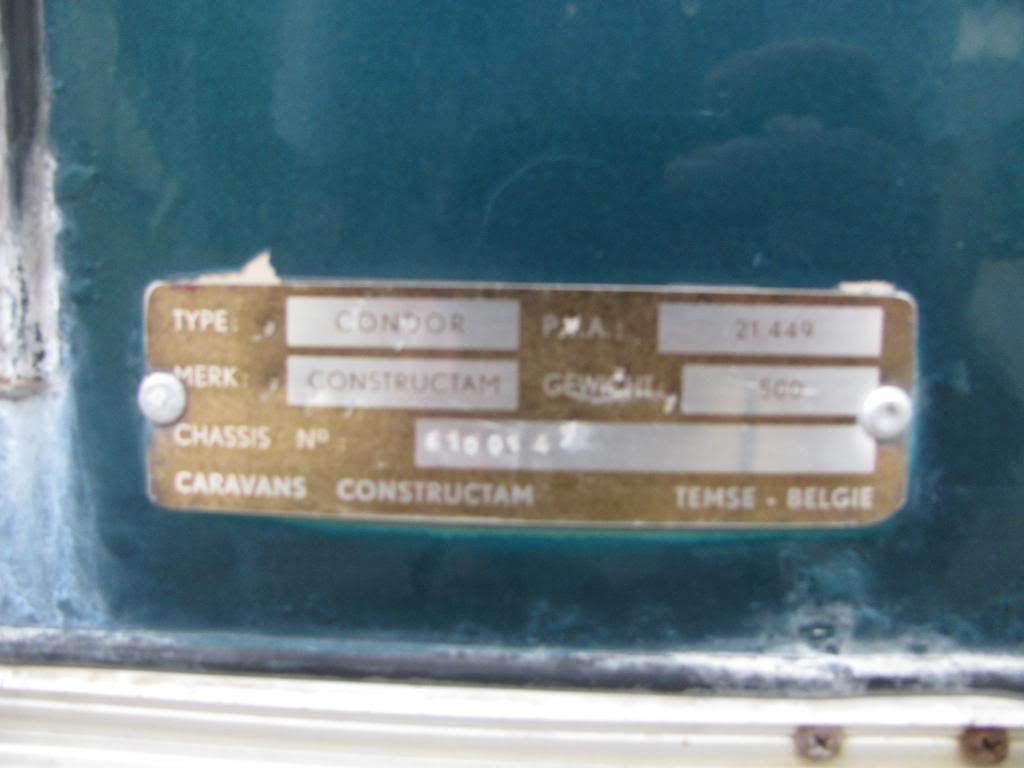 TYPE: CONDOR P.V.A.: 21.449
MERK: CONSTRUCTAM GEWICHT: 500
CHASSIS Nº:
CARAVANS CONSTRUCTAM TEMSE - BELGIE